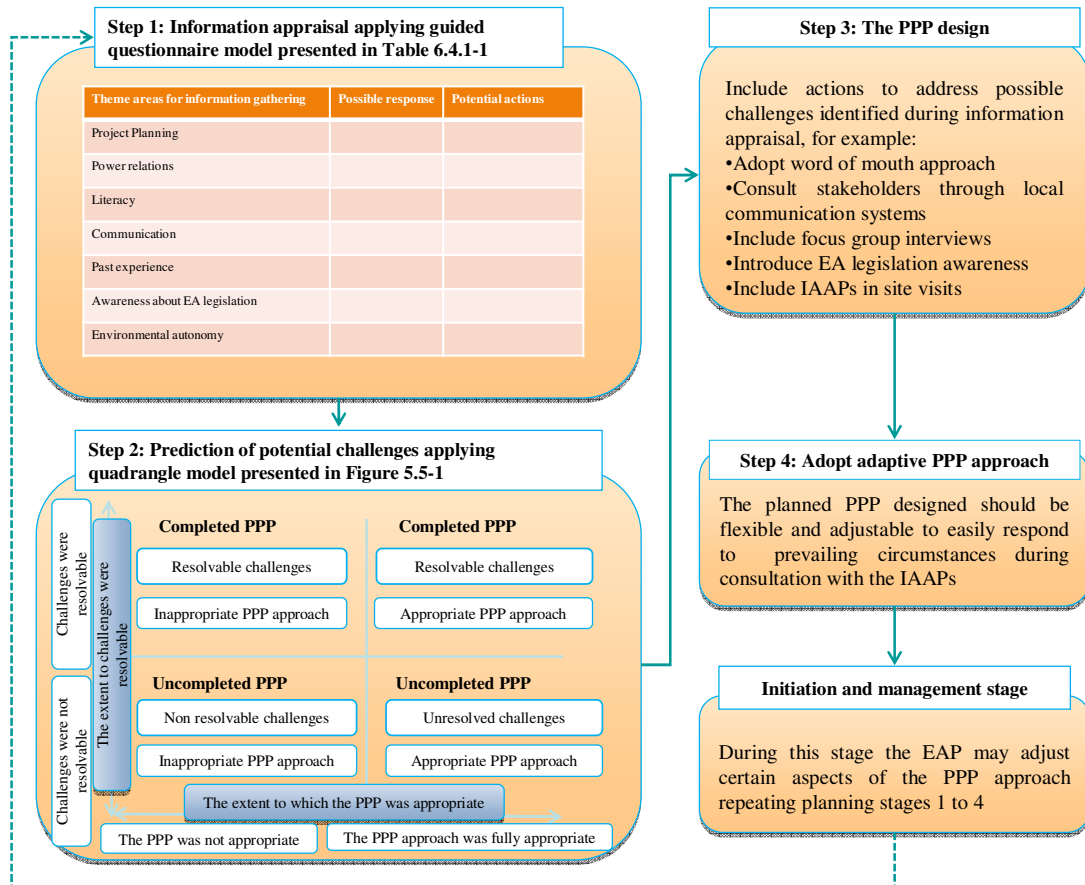 Step 1: Information appraisal applying guided
questionnaire model presented in Table 6.4.1-1
Theme areas for information gathering Possible response Potential actions
Project Planning
Power relations
Literacy
Communication
Past experience
Awareness about EA legislation
Environmental autonomy
Step 2: Prediction of potential challenges applying
quadrangle model presented in Figure 5.5-1
Challenges were
resolvable
Challenges were not
resolvable
The extent to challenges were
resolvable
Completed PPP
Resolvable challenges
Inappropriate PPP approach
Completed PPP
Resolvable challenges
Appropriate PPP approach
Uncompleted PPP
Non resolvable challenges
Inappropriate PPP approach
Uncompleted PPP
Unresolved challenges
Appropriate PPP approach
The extent to which the PPP was appropriate
The PPP was not appropriate
The PPP approach was fully appropriate
Step 3: The PPP design
Include actions to address possible
challenges identified during information
appraisal, for example:
•Adopt word of mouth approach
•Consult stakeholders through local
communication systems
•Include focus group interviews
•Introduce EA legislation awareness
•Include IAAPs in site visits
Step 4: Adopt adaptive PPP approach
The planned PPP designed should be
flexible and adjustable to easily respond
to prevailing circumstances during
consultation with the IAAPs
Initiation and management stage
During this stage the EAP may adjust
certain aspects of the PPP approach
repeating planning stages 1 to 4